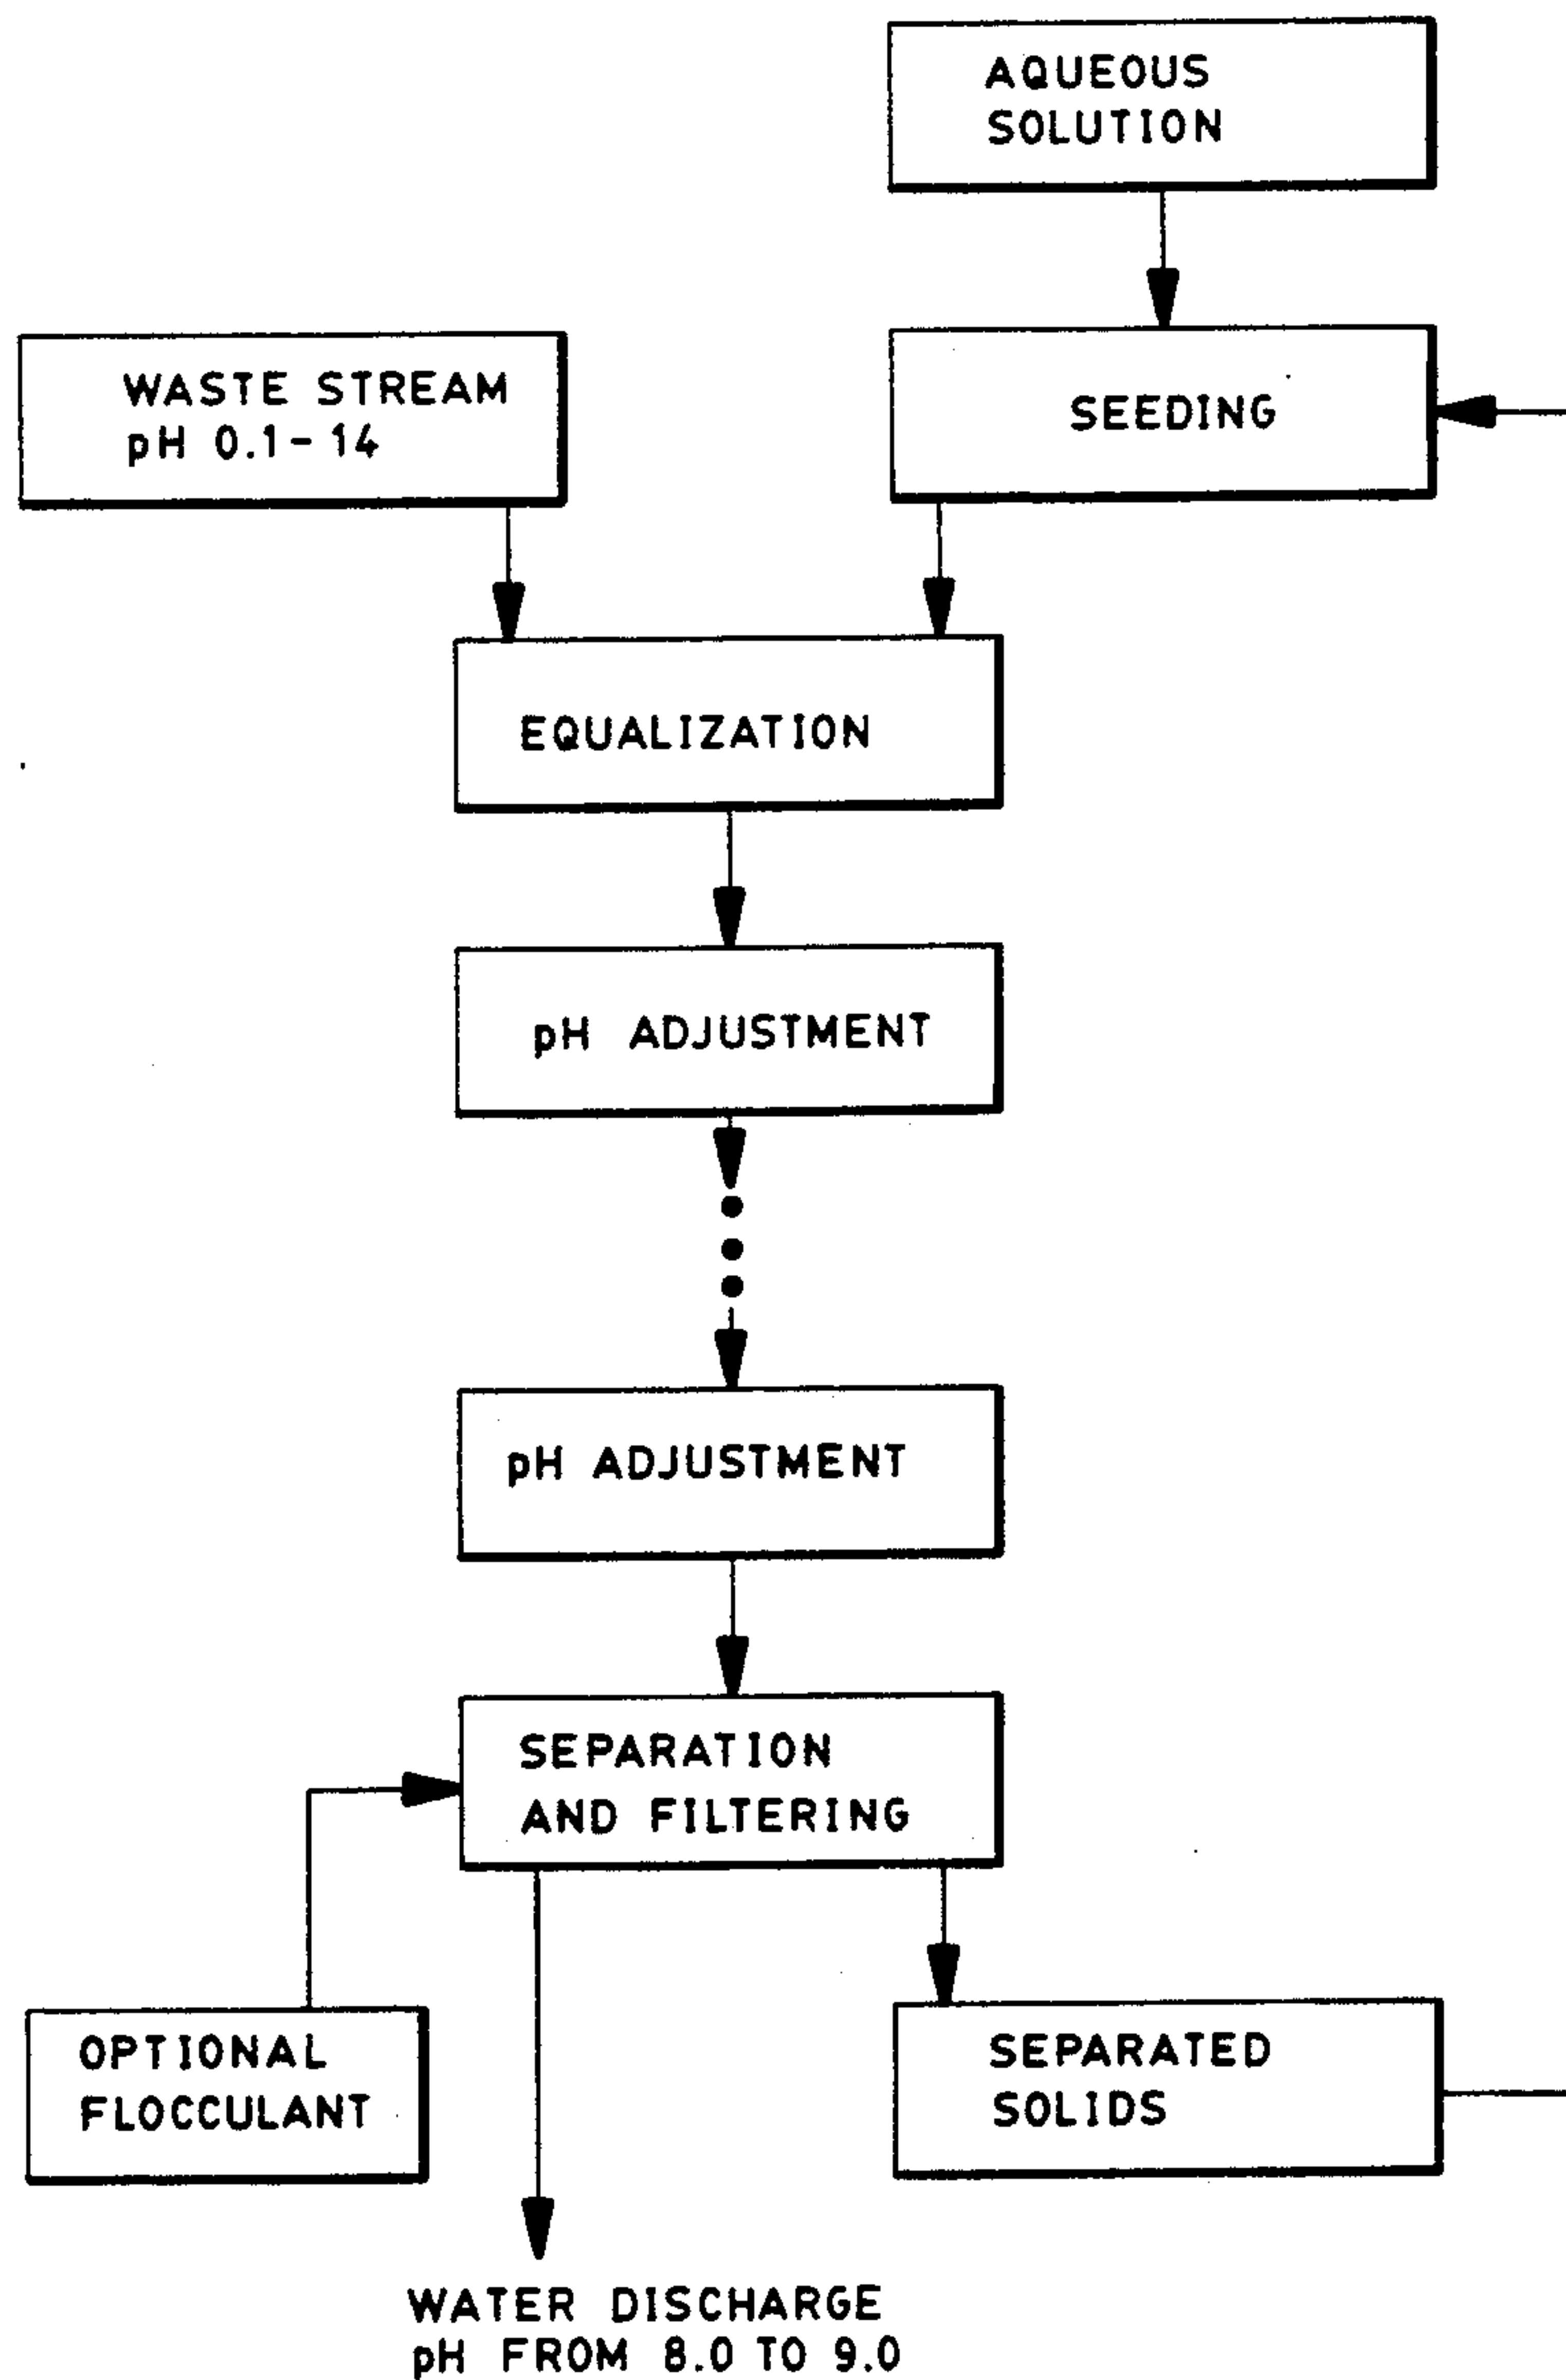 AQUEOUS
SOLUTION
WASTE STREAM
pH 0.1-14
SEEDING
EQUALIZATION
pH ADJUSTMENT
pH ADJUSTMENT
SEPARATION
AND FILTERING
OPTIONAL
FLOCCULANT
SEPARATED
SOLIDS
WATER DISCHARGE
pH FROM 8.0 TO 9.0